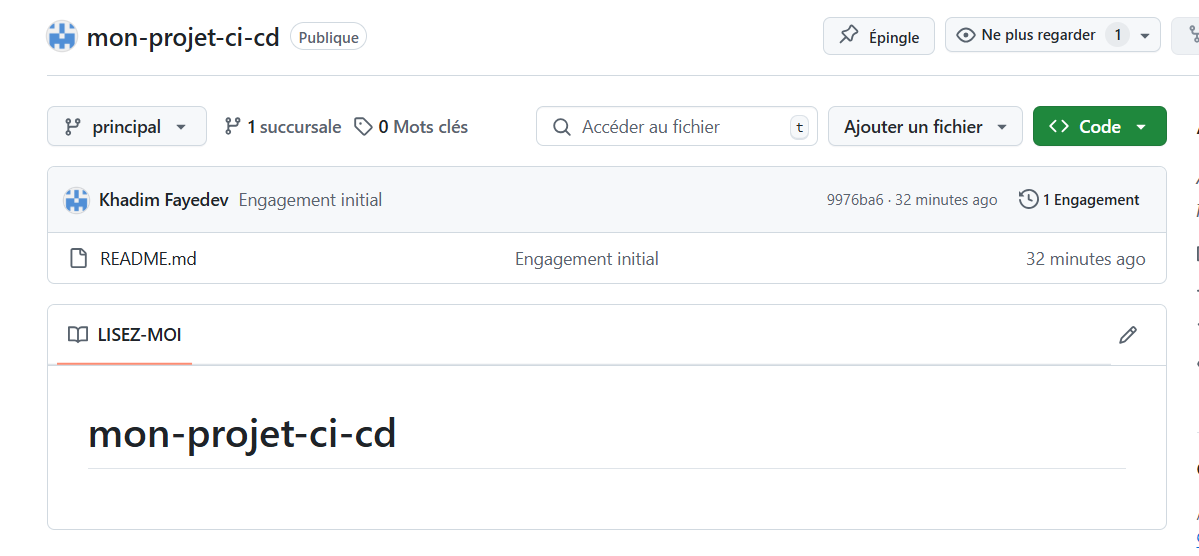 mon-projet-ci-cd Publique Épingle Ne plus regarder 1
principal 1 succursale 0 Mots clés Accéder au fichier t Ajouter un fichier Code
Khadim Fayedev Engagement initial 9976ba6 · 32 minutes ago 1 Engagement
README.md Engagement initial 32 minutes ago
LISEZ-MOI
mon-projet-ci-cd